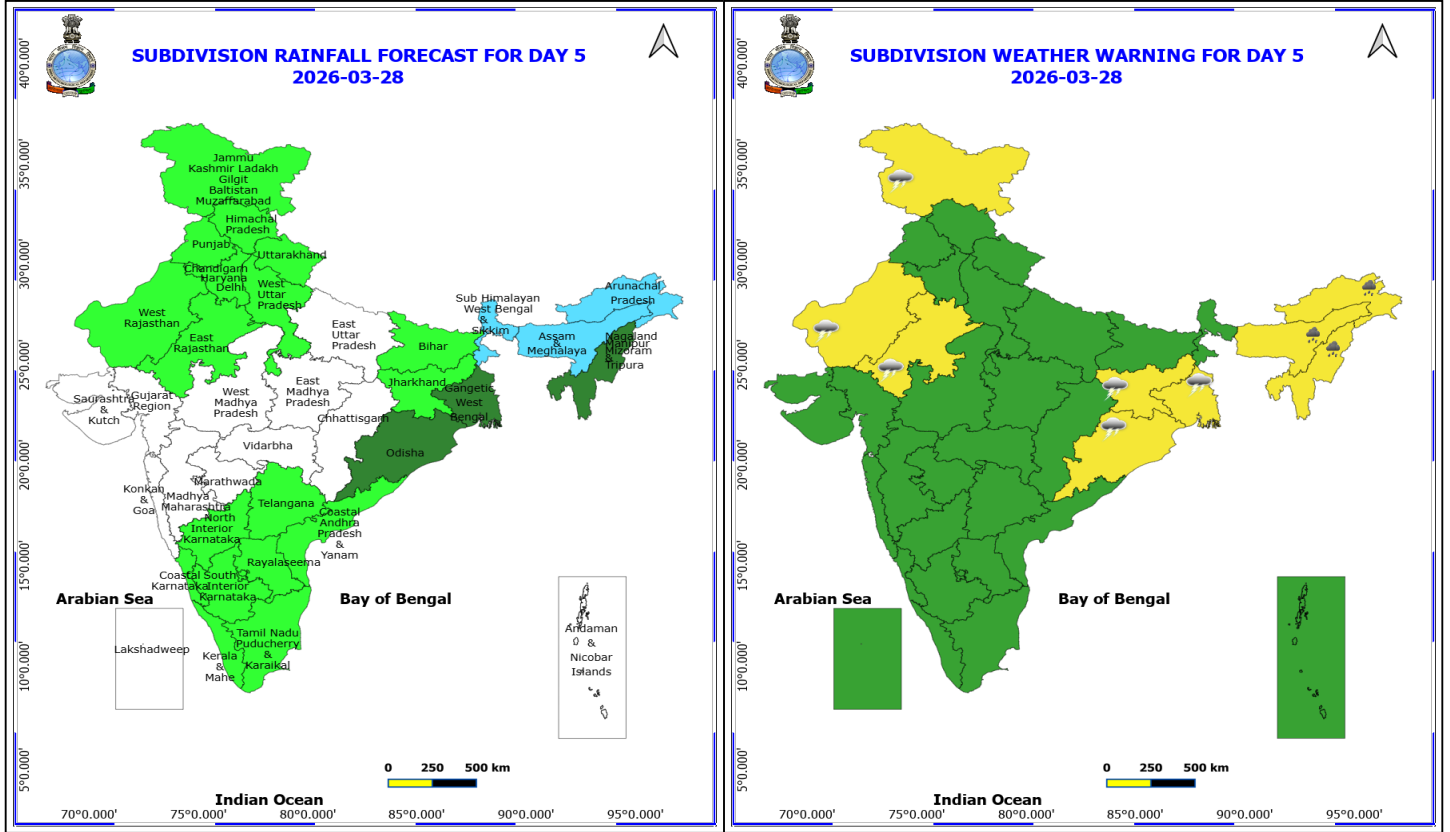 SUBDIVISION RAINFALL FORECAST FOR DAY 5
2026-03-28
40°0.000'
35°0.000'
30°0.000'
25°0.000'
20°0.000'
15°0.000'
10°0.000'
5°0.000'
Jammu
Kashmir Ladakh
Gilgit
Baltistan
Muzaffarabad
Himachal
Pradesh
Punjab
Uttarakhand
Chandigarh
Haryana
Delhi
West
Uttar
Pradesh
West
Rajasthan
East
Rajasthan
East
Uttar
Pradesh
Bihar
Sub Himalayan
West Bengal
&
Sikkim
Arunachal
Pradesh
Assam
&
Meghalaya
Nagaland
Manipur
Mizoram
&
Tripura
Jharkhand
Gangetic
West
Bengal
Saurashtra
&
Kutch
Gujarat
Region
West
Madhya
Pradesh
East
Madhya
Pradesh
Chhattisgarh
Vidarbha
Odisha
Konkan
&
Goa
Madhya
Maharashtra
Marathwada
Telangana
North
Interior
Karnataka
Coastal
Andhra
Pradesh
&
Yanam
Rayalaseema
Coastal
Karnataka
South
Interior
Karnataka
Tamil Nadu
Puducherry
&
Karaikal
Kerala
&
Mahe
Lakshadweep
Andaman
&
Nicobar
Islands
Arabian Sea
Bay of Bengal
Indian Ocean
0 250 500 km
70°0.000' 75°0.000' 80°0.000' 85°0.000' 90°0.000' 95°0.000'
SUBDIVISION WEATHER WARNING FOR DAY 5
2026-03-28
40°0.000'
35°0.000'
30°0.000'
25°0.000'
20°0.000'
15°0.000'
10°0.000'
5°0.000'
Arabian Sea
Bay of Bengal
Indian Ocean
0 250 500 km
70°0.000' 75°0.000' 80°0.000' 85°0.000' 90°0.000' 95°0.000'